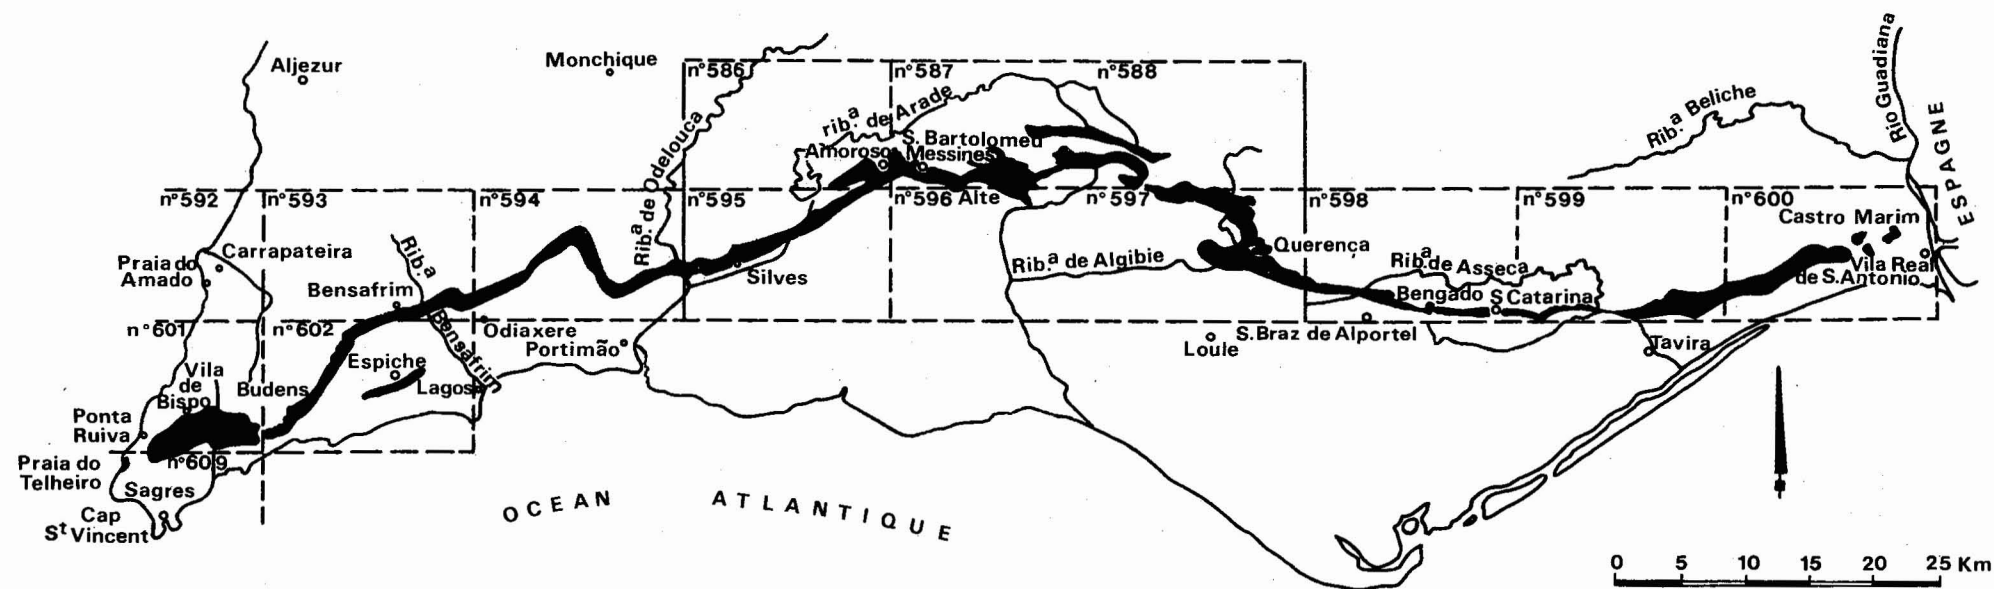 Aljezur
Monchique
n°586
n°587
n°588
Rib.ª Beliche
Rio Guadiana
ESPAGNE
Rib.ª de Odelouca
rib.ª de Arade
S. Bartolomeu
Messines
Amoroso
n°592
n°593
n°594
n°595
n°596
Alte
n°597
n°598
n°599
n°600
Castro Marim
Carrapateira
Praia do
Amado
Rib.ª
Bensafrim
Bensafrim
Silves
Rib.ª de Algibie
Querença
Rib.ª de Asseca
Bengado
S Catarina
Vila Real
de S. Antonio
n°601
n°602
Odiaxere
Portimão
Loule
S. Braz de Alportel
Tavira
Vila
de
Bispo
Budens
Espiche
Lagos
Ponta
Ruiva
n°609
Praia do
Telheiro
Sagres
Cap
St Vincent
OCEAN ATLANTIQUE
0 5 10 15 20 25 Km